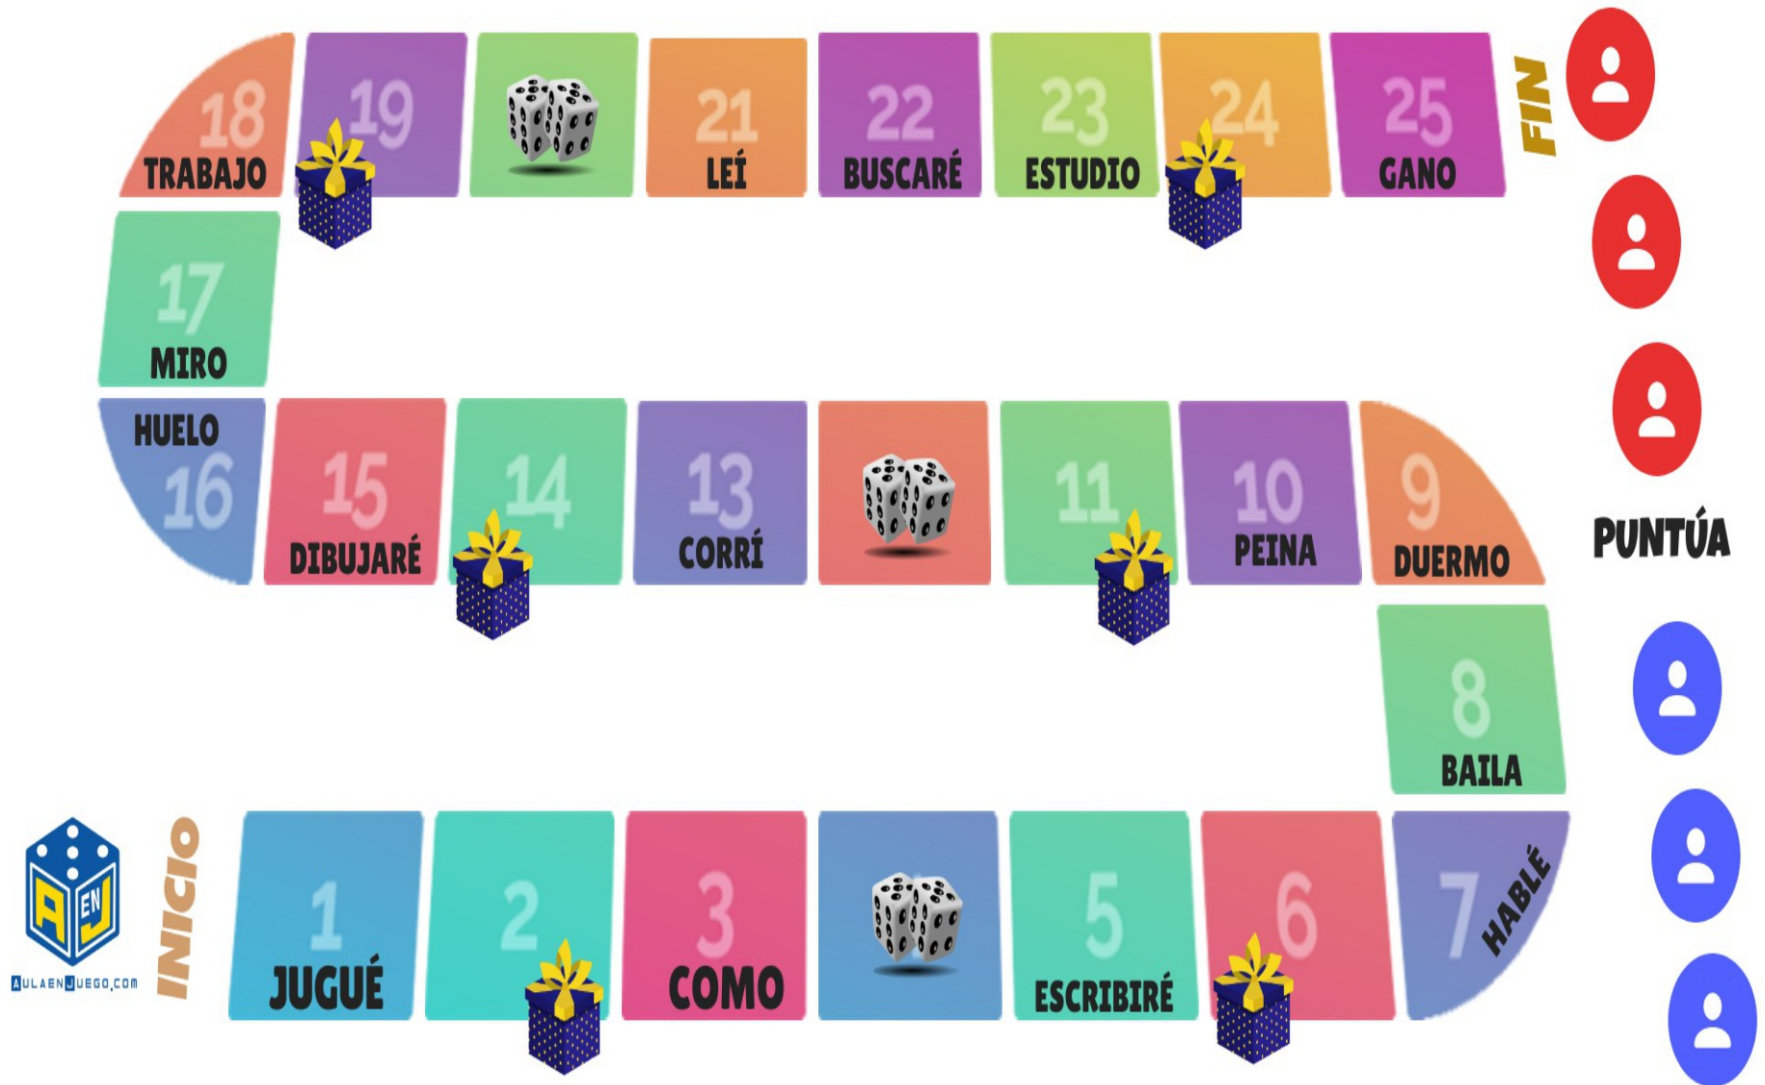 18
TRABAJO
19
21
LEÍ
22
BUSCARÉ
23
ESTUDIO
24
25
GANO
FIN
17
MIRO
HUELO
16
15
DIBUJARÉ
14
13
CORRÍ
11
10
PEINA
9
DUERMO
PUNTÚA
8
BAILA
AENJ
AULAENJUEGO.COM
INICIO
1
JUGUÉ
2
3
COMO
5
ESCRIBIRÉ
6
7
HABLÉ